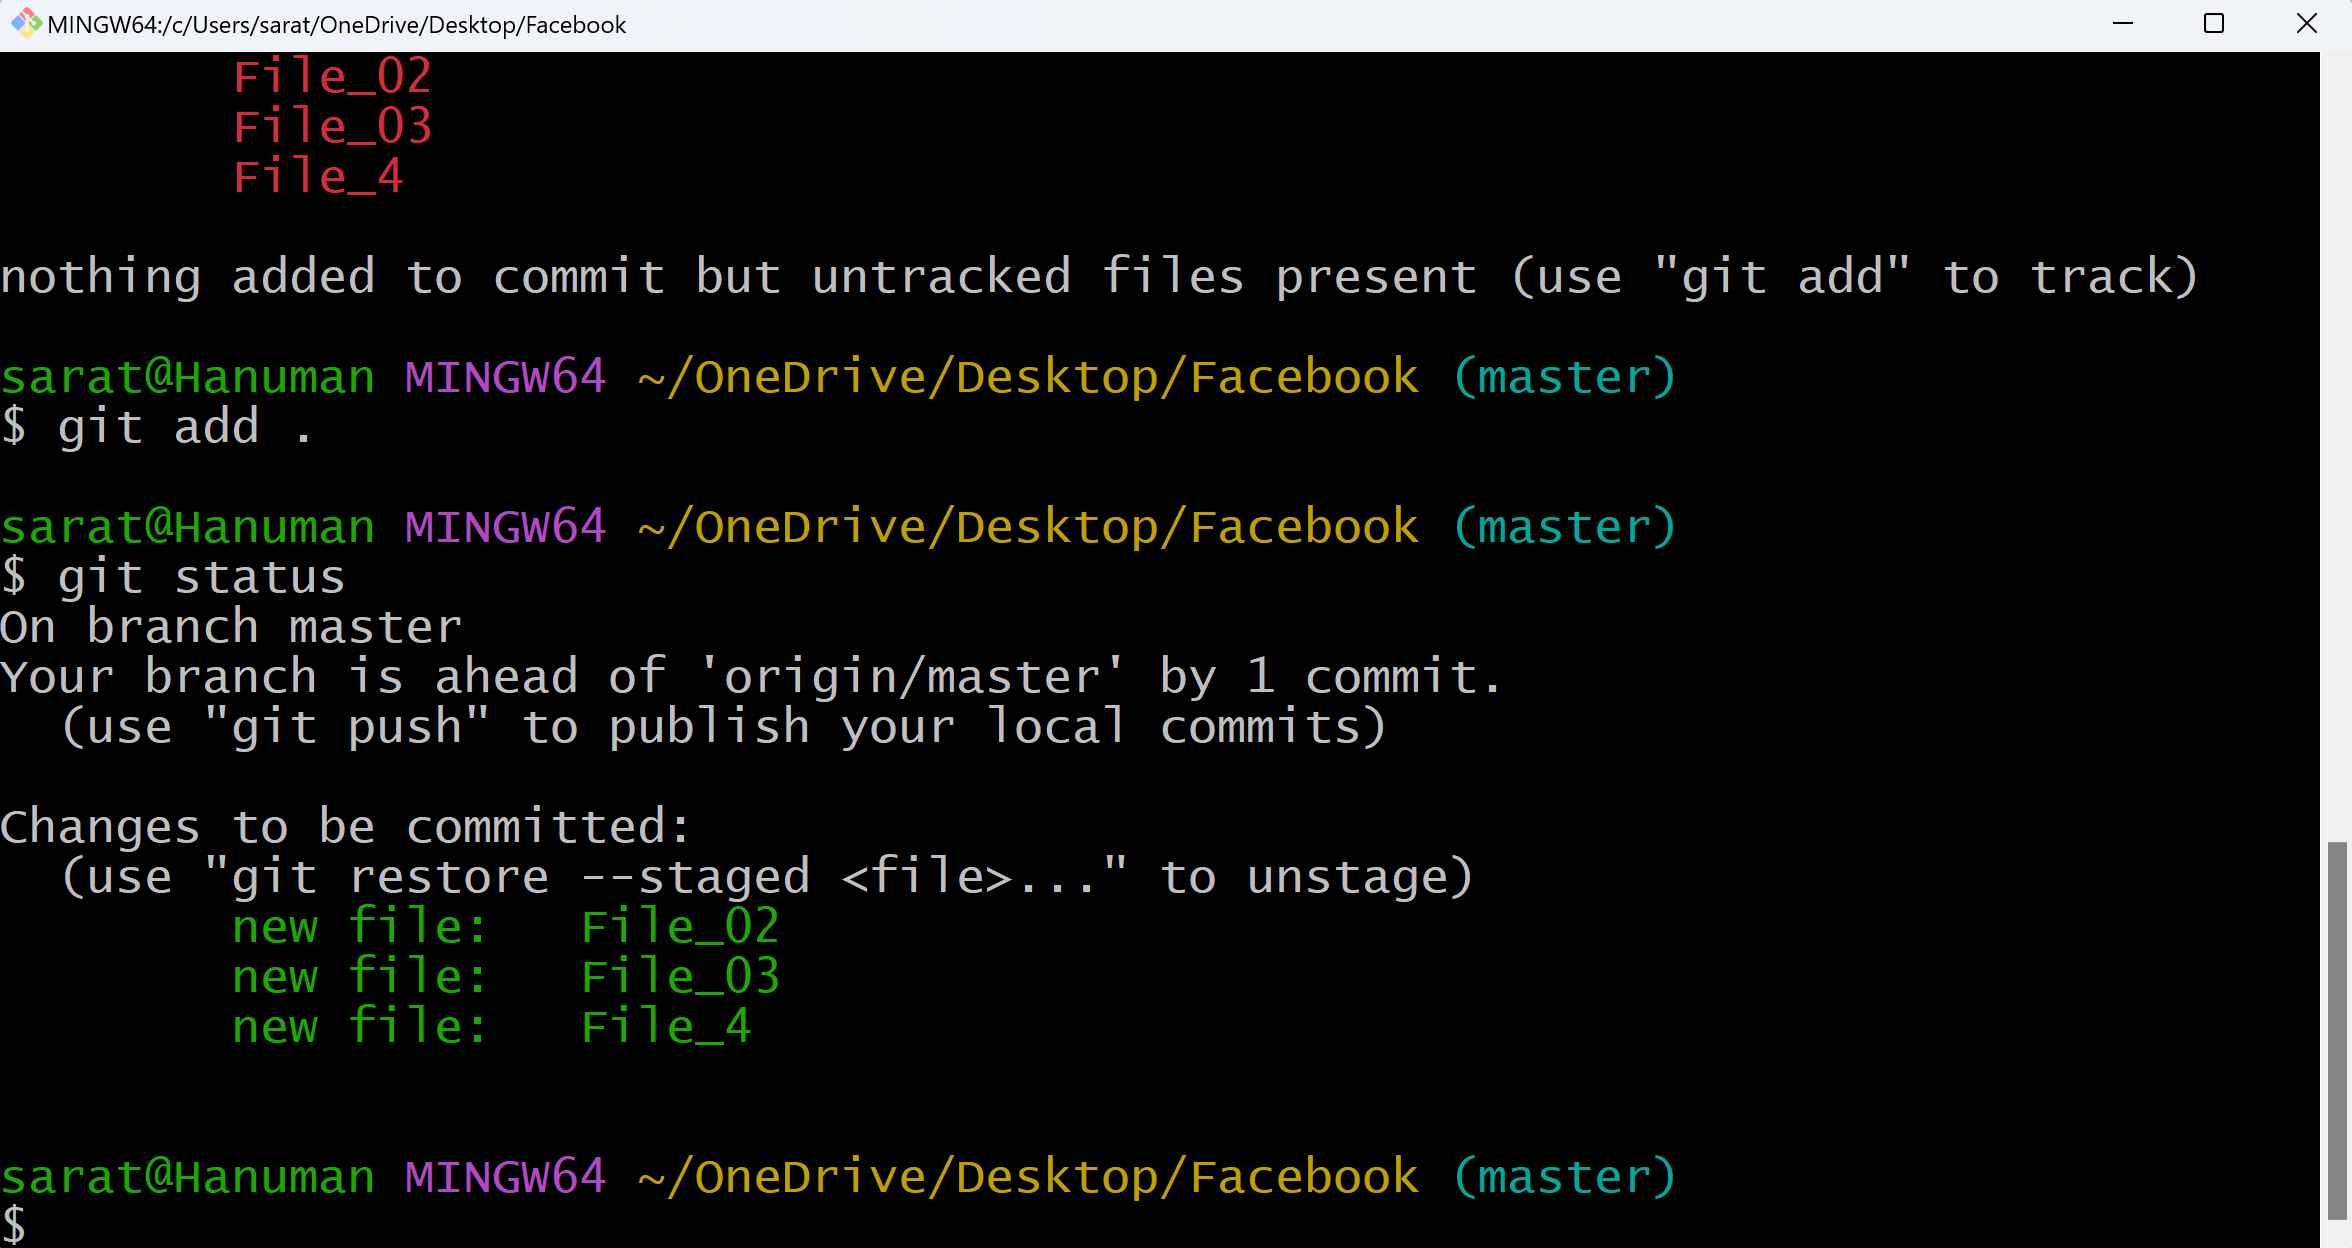 MINGW64:/c/Users/sarat/OneDrive/Desktop/Facebook
File_02
File_03
File_4
nothing added to commit but untracked files present (use "git add" to track)
sarat@Hanuman MINGW64 ~/OneDrive/Desktop/Facebook (master)
$ git add .
sarat@Hanuman MINGW64 ~/OneDrive/Desktop/Facebook (master)
$ git status
On branch master
Your branch is ahead of 'origin/master' by 1 commit.
(use "git push" to publish your local commits)
Changes to be committed:
(use "git restore --staged <file>..." to unstage)
new file:   File_02
new file:   File_03
new file:   File_4
sarat@Hanuman MINGW64 ~/OneDrive/Desktop/Facebook (master)
$